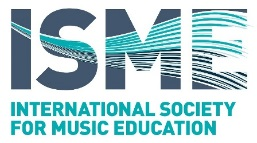 ISME
INTERNATIONAL SOCIETY
FOR MUSIC EDUCATION